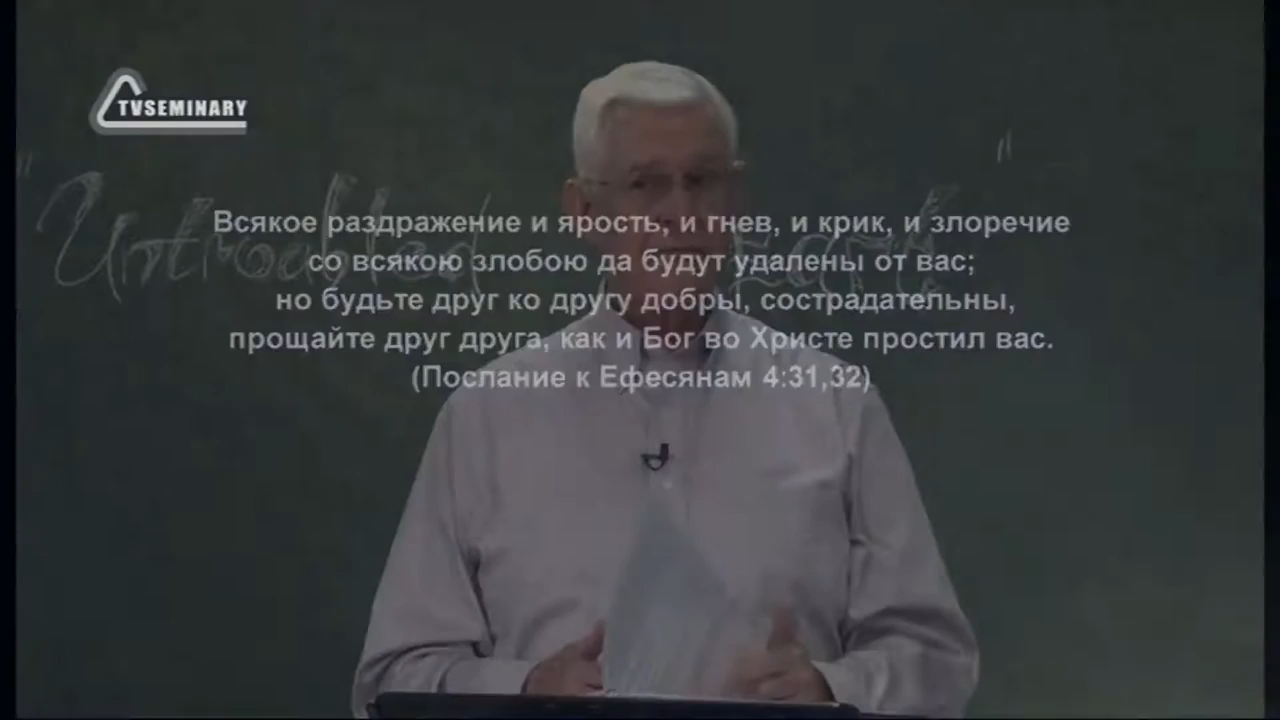 TVSEMINARY
"Untroubled
"
Всякое раздражение и ярость, и гнев, и крик, и злоречие
со всякою злобою да будут удалены от вас;
но будьте друг ко другу добры, сострадательны,
прощайте друг друга, как и Бог во Христе простил вас.
(Послание к Ефесянам 4:31,32)